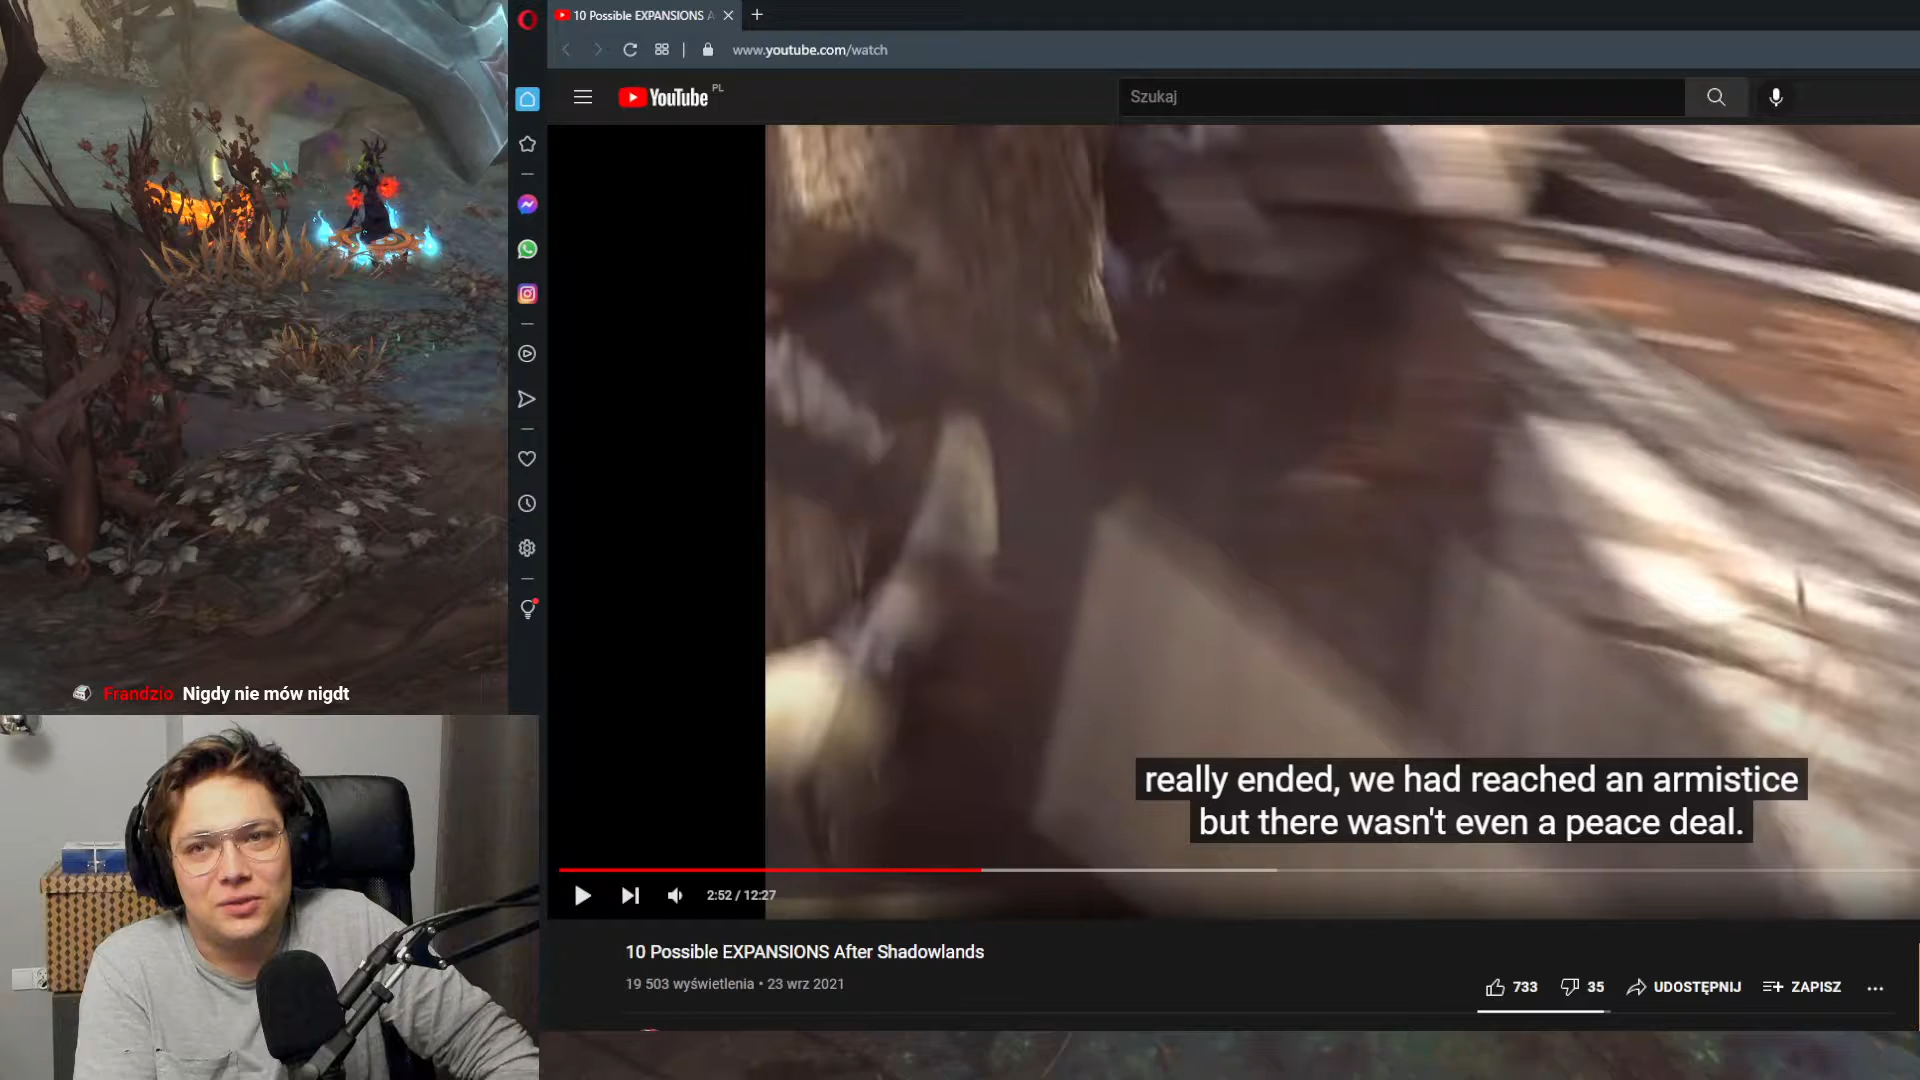 10 Possible EXPANSIONS A
www.youtube.com/watch
YouTube PL
Szukaj
Frandzio Nigdy nie mów nigdt
really ended, we had reached an armistice
but there wasn't even a peace deal.
2:52 / 12:27
10 Possible EXPANSIONS After Shadowlands
19 503 wyświetlenia • 23 wrz 2021
733 35 UDOSTĘPNIJ ZAPISZ